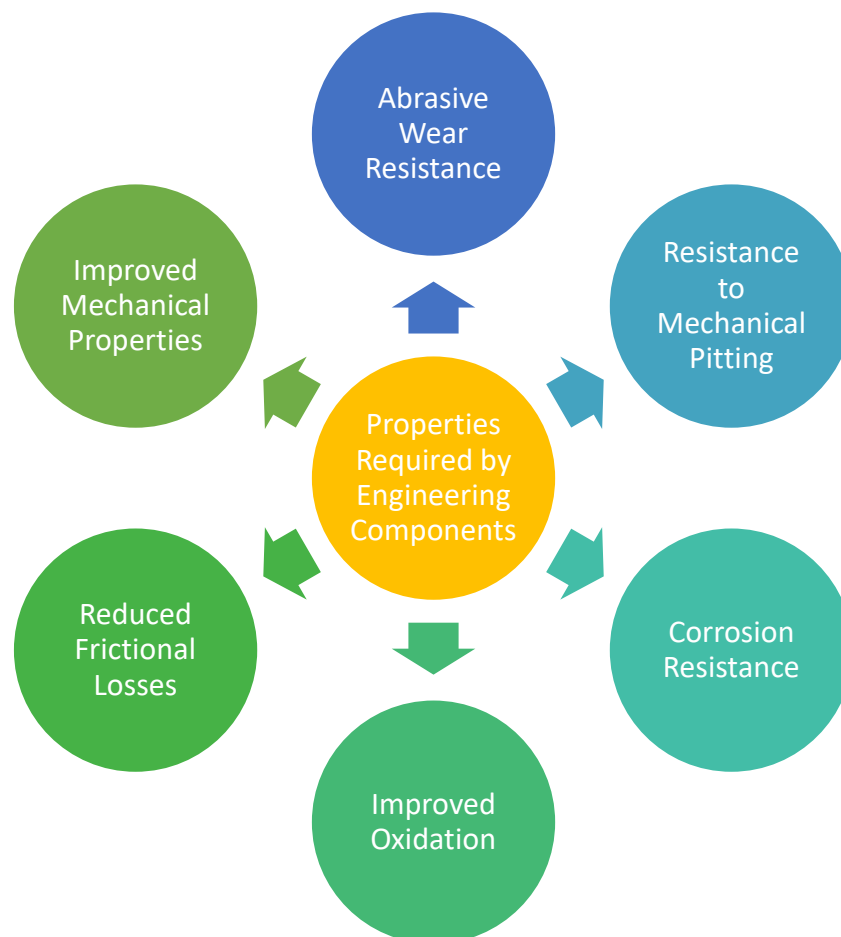 Abrasive
Wear
Resistance
Resistance
to
Mechanical
Pitting
Corrosion
Resistance
Improved
Oxidation
Reduced
Frictional
Losses
Improved
Mechanical
Properties
Properties
Required by
Engineering
Components